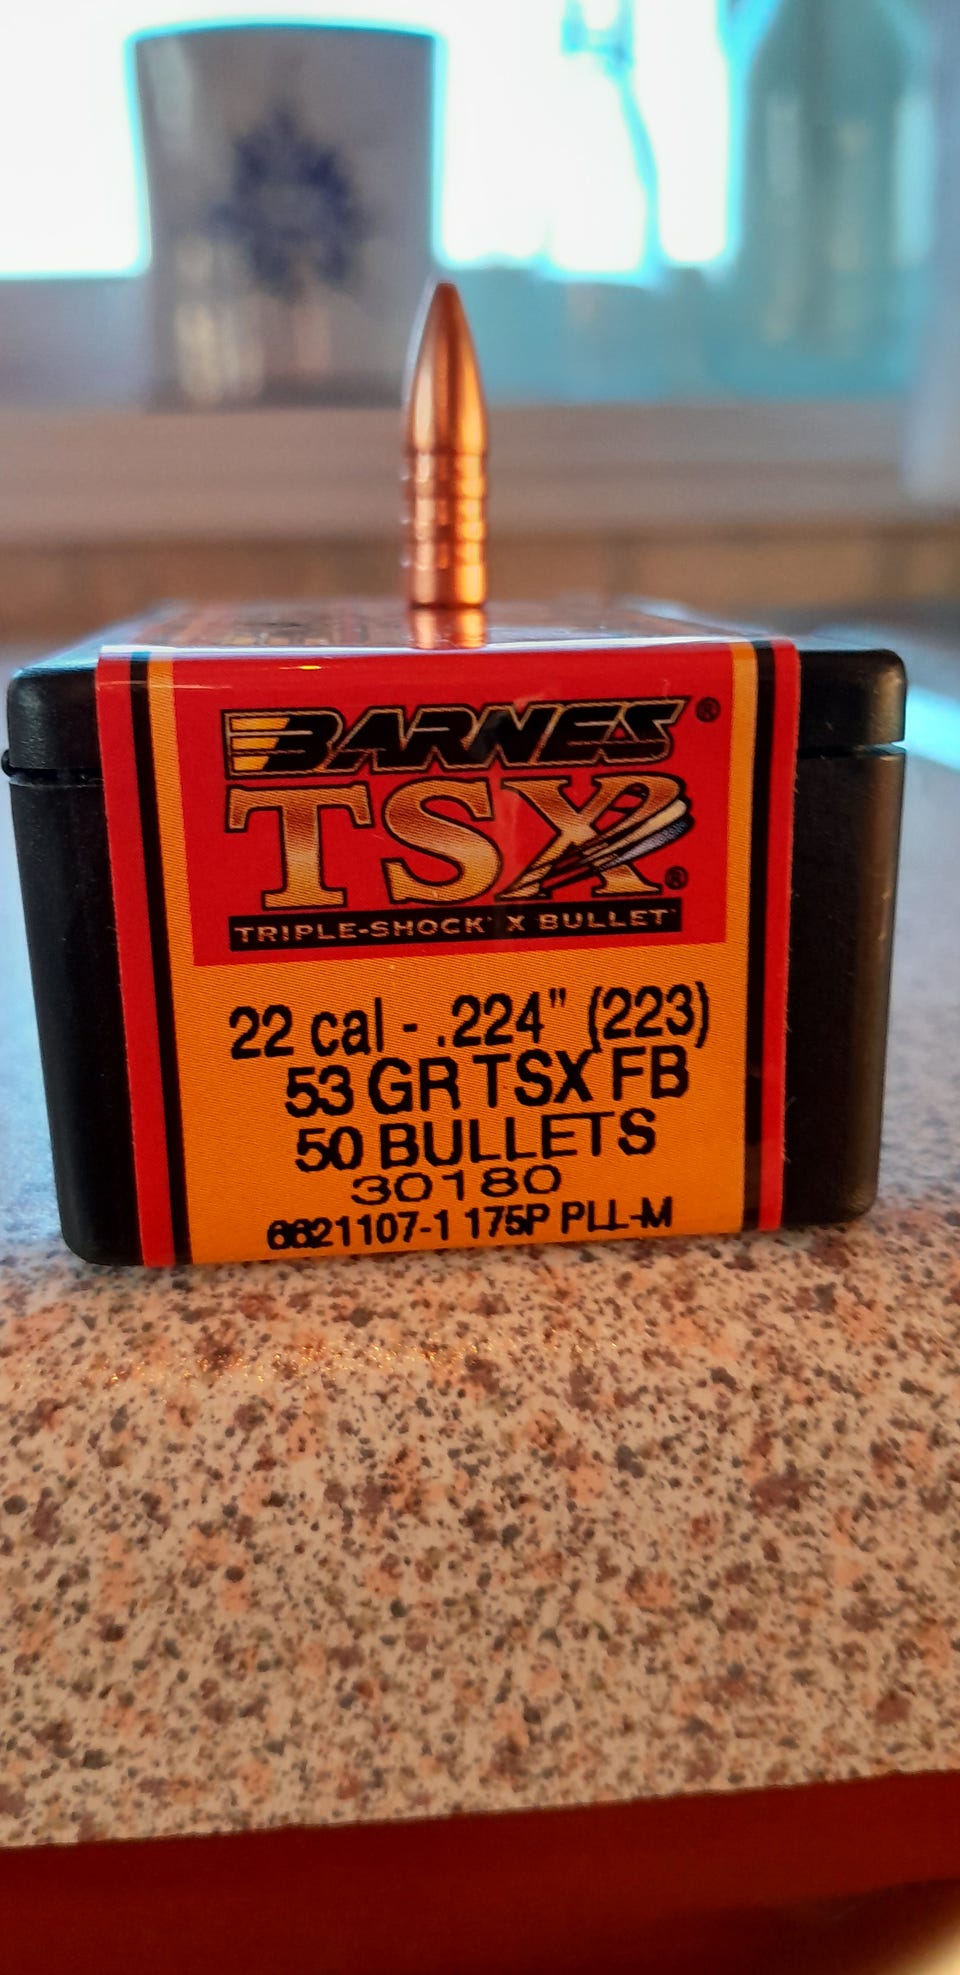 BARNES®
TSX®
TRIPLE-SHOCK® X BULLET™
22 cal - .224" (223)
53 GR TSX FB
50 BULLETS
30180
6621107-1 175P PLL-M